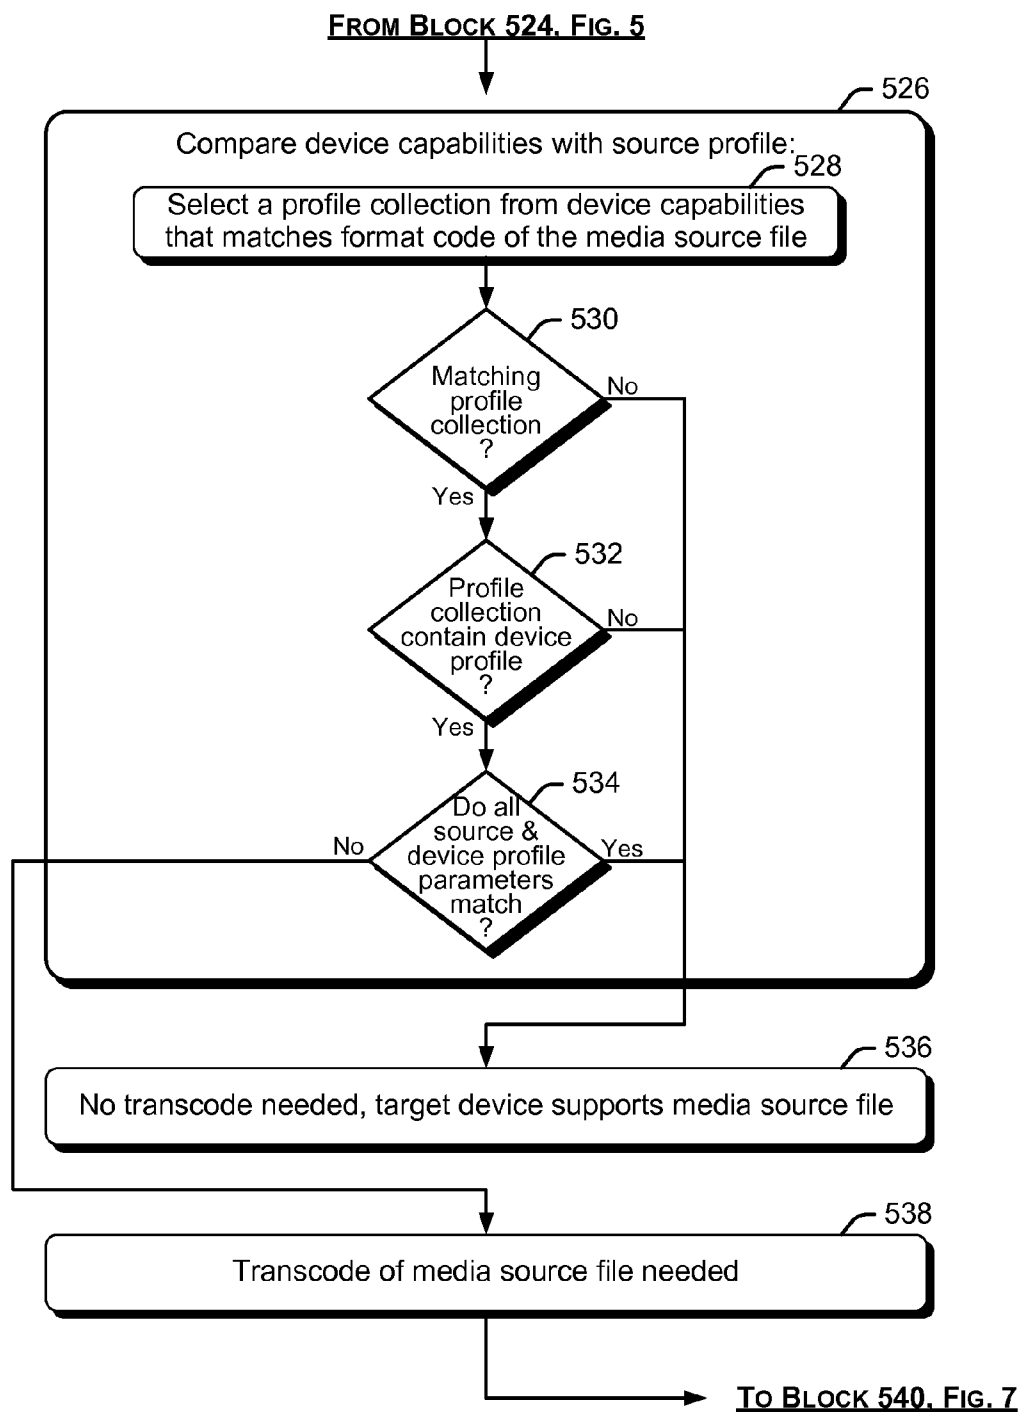 FROM BLOCK 524, FIG. 5
526
Compare device capabilities with source profile:
528
Select a profile collection from device capabilities
that matches format code of the media source file
530
Matching
profile
collection
?
No
Yes
532
Profile
collection
contain device
profile
?
No
Yes
534
Do all
source &
device profile
parameters
match
?
No
Yes
536
No transcode needed, target device supports media source file
538
Transcode of media source file needed
TO BLOCK 540, FIG. 7